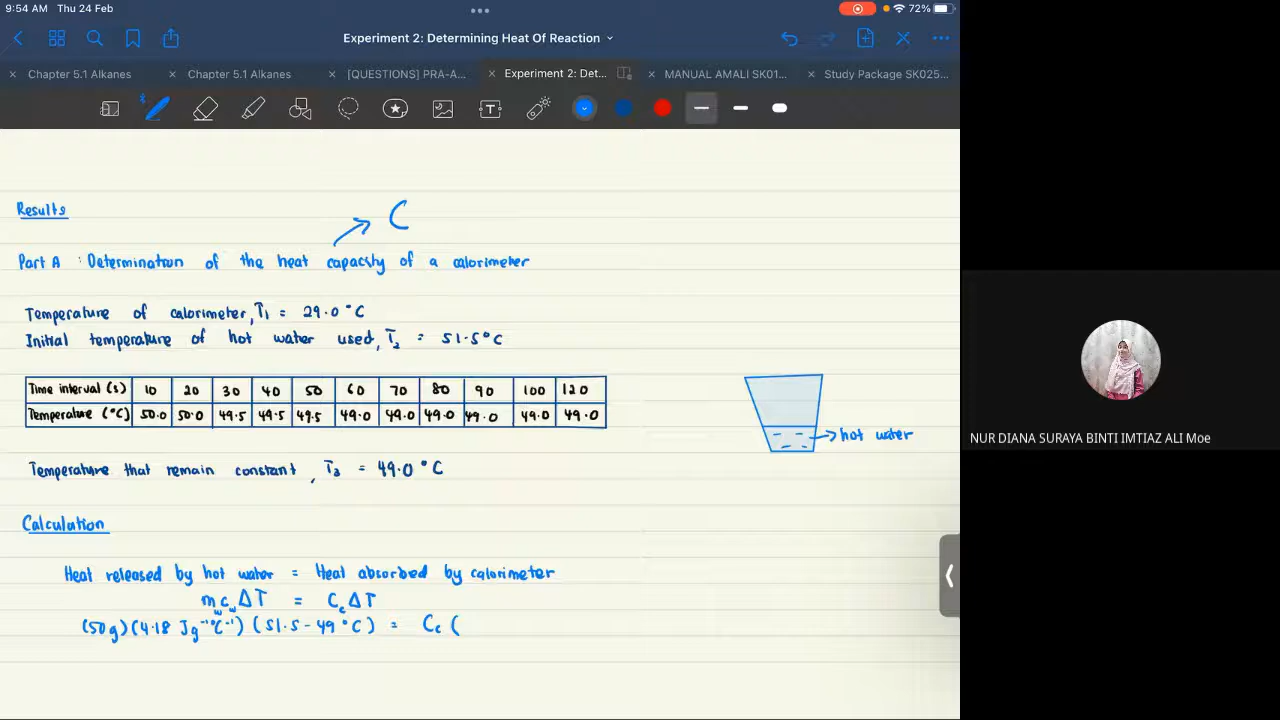 9:54 AM Thu 24 Feb
72%
Experiment 2: Determining Heat Of Reaction
Chapter 5.1 Alkanes
Chapter 5.1 Alkanes
[QUESTIONS] PRA-A...
Experiment 2: Det...
MANUAL AMALI SK01...
Study Package SK025...
Results
C
Part A : Determination of the heat capacity of a calorimeter
Temperature of calorimeter, T₁ = 29.0 °C
Initial temperature of hot water used, T₂ = 51.5°C
Time interval (s) 10 20 30 40 50 60 70 80 90 100 120
Temperature (°C) 50.0 50.0 49.5 49.5 49.5 49.0 49.0 49.0 49.0 49.0 49.0
hot water
Temperature that remain constant, T₃ = 49.0 °C
Calculation
Heat released by hot water = Heat absorbed by calorimeter
m_w c_w ΔT = C_c ΔT
(50g)(4.18 Jg⁻¹°C⁻¹)(51.5 - 49 °C) = C_c (
NUR DIANA SURAYA BINTI IMTIAZ ALI Moe